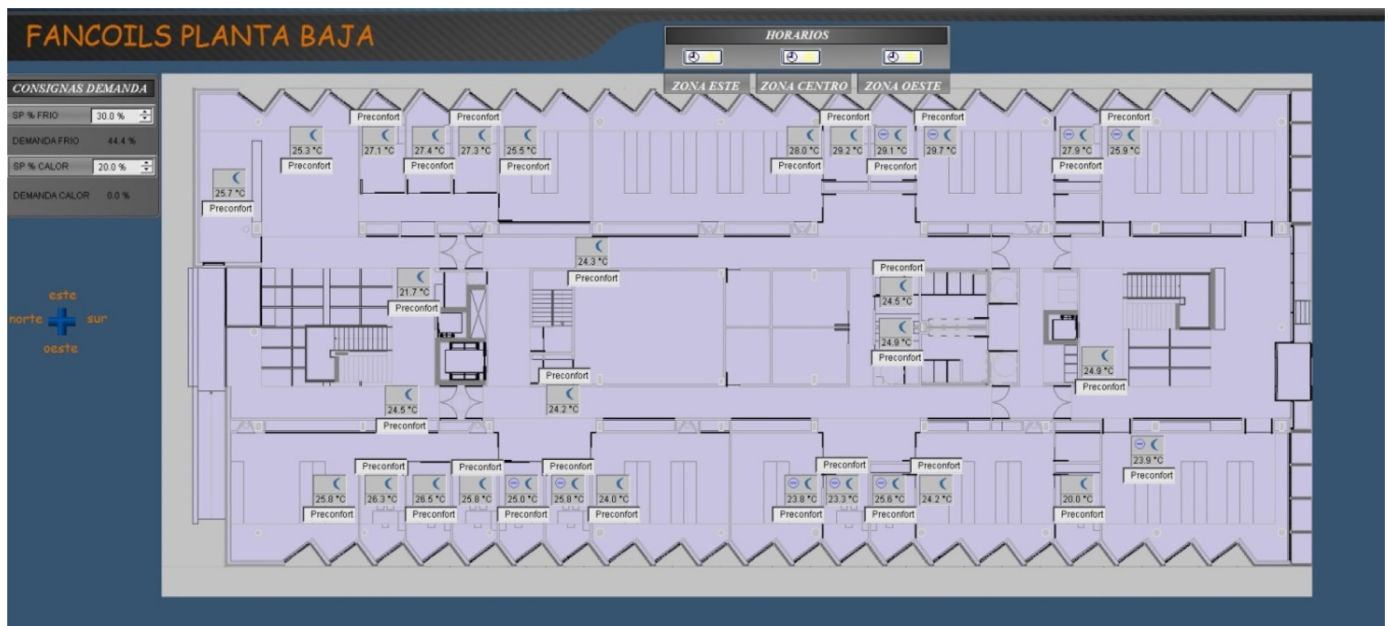 FANCOILS PLANTA BAJA
HORARIOS
ZONA ESTE ZONA CENTRO ZONA OESTE
CONSIGNAS DEMANDA
SP % FRIO 30.0 %
DEMANDA FRIO 44.4 %
SP % CALOR 20.0 %
DEMANDA CALOR 0.0 %
este
norte sur
oeste
Preconfort Preconfort Preconfort Preconfort Preconfort Preconfort
25.3 °C 27.1 °C 27.4 °C 27.3 °C 25.5 °C 28.0 °C 29.2 °C 29.1 °C 29.7 °C 27.9 °C 25.9 °C
Preconfort Preconfort Preconfort Preconfort Preconfort
25.7 °C
Preconfort
24.3 °C
Preconfort
21.7 °C
Preconfort
Preconfort
24.5 °C
24.9 °C
Preconfort
24.9 °C
Preconfort
Preconfort
24.2 °C
24.5 °C
Preconfort
23.9 °C
Preconfort
Preconfort Preconfort Preconfort Preconfort Preconfort
25.8 °C 26.3 °C 26.5 °C 25.8 °C 25.0 °C 25.8 °C 24.0 °C 23.8 °C 23.3 °C 25.6 °C 24.2 °C 20.0 °C
Preconfort Preconfort Preconfort Preconfort Preconfort Preconfort Preconfort